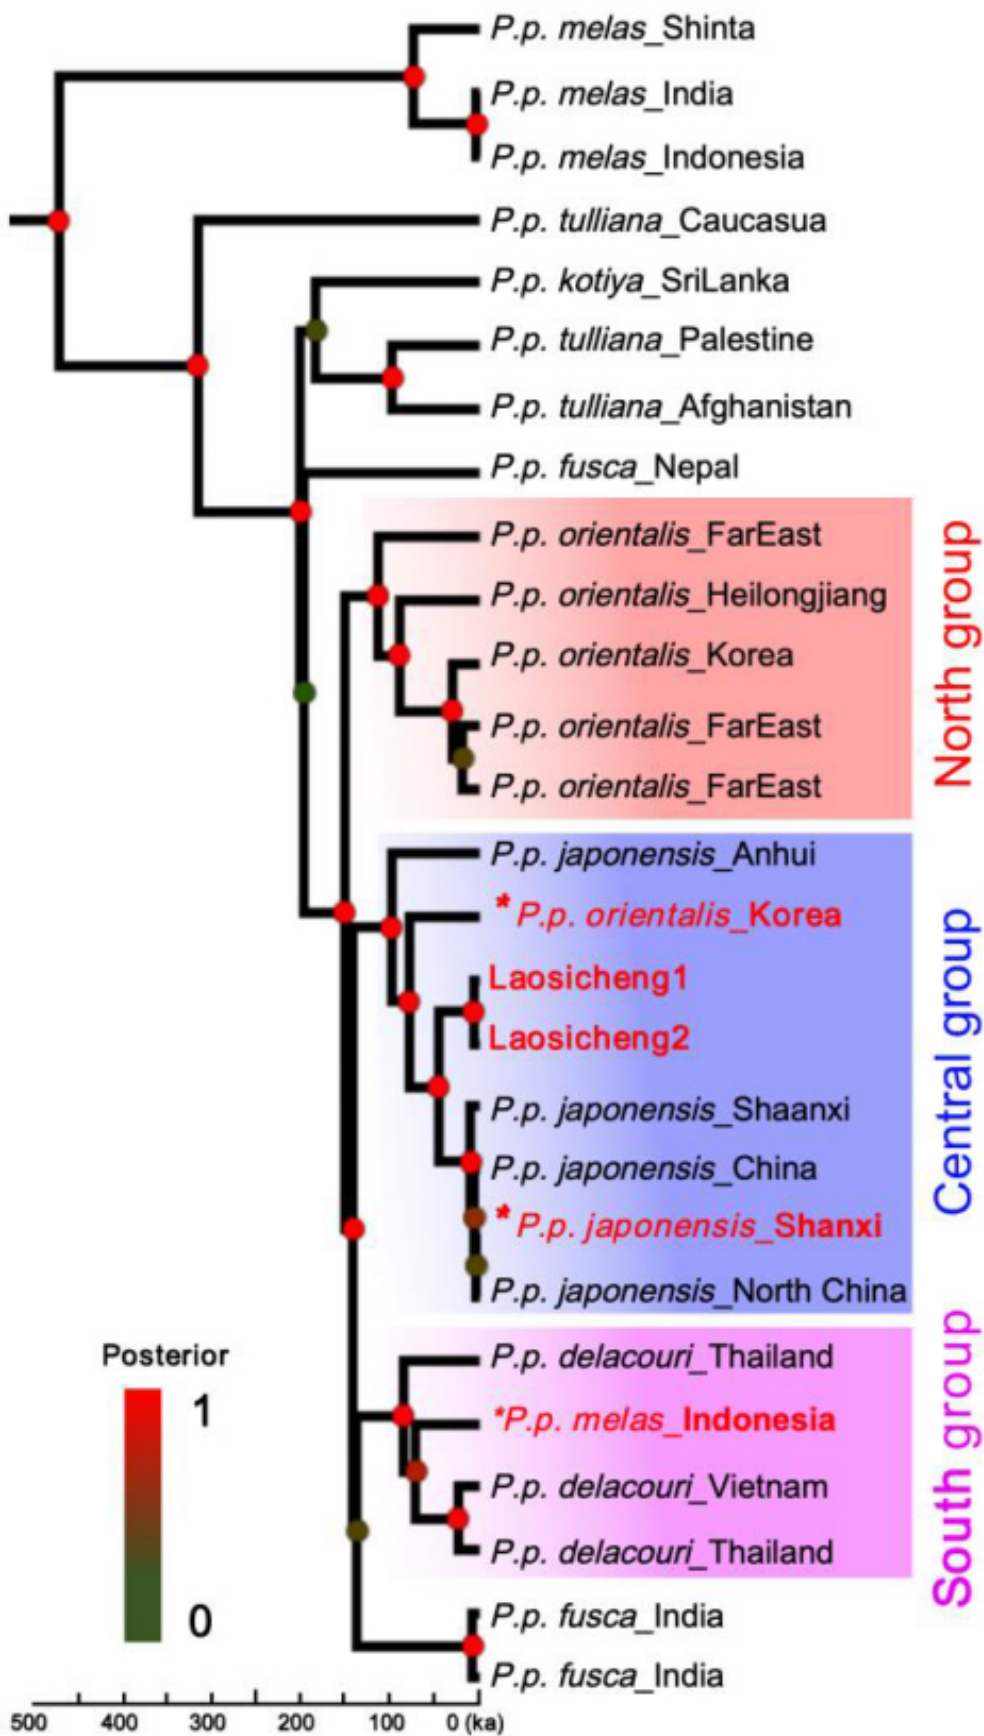 P.p. melas_Shinta
P.p. melas_India
P.p. melas_Indonesia
P.p. tulliana_Caucasua
P.p. kotiya_SriLanka
P.p. tulliana_Palestine
P.p. tulliana_Afghanistan
P.p. fusca_Nepal
P.p. orientalis_FarEast
P.p. orientalis_Heilongjiang
P.p. orientalis_Korea
P.p. orientalis_FarEast
P.p. orientalis_FarEast
North group
P.p. japonensis_Anhui
*P.p. orientalis_Korea
Laosicheng1
Laosicheng2
P.p. japonensis_Shaanxi
P.p. japonensis_China
*P.p. japonensis_Shanxi
P.p. japonensis_North China
Central group
P.p. delacouri_Thailand
*P.p. melas_Indonesia
P.p. delacouri_Vietnam
P.p. delacouri_Thailand
South group
P.p. fusca_India
P.p. fusca_India
Posterior
1
0
500 400 300 200 100 0 (ka)